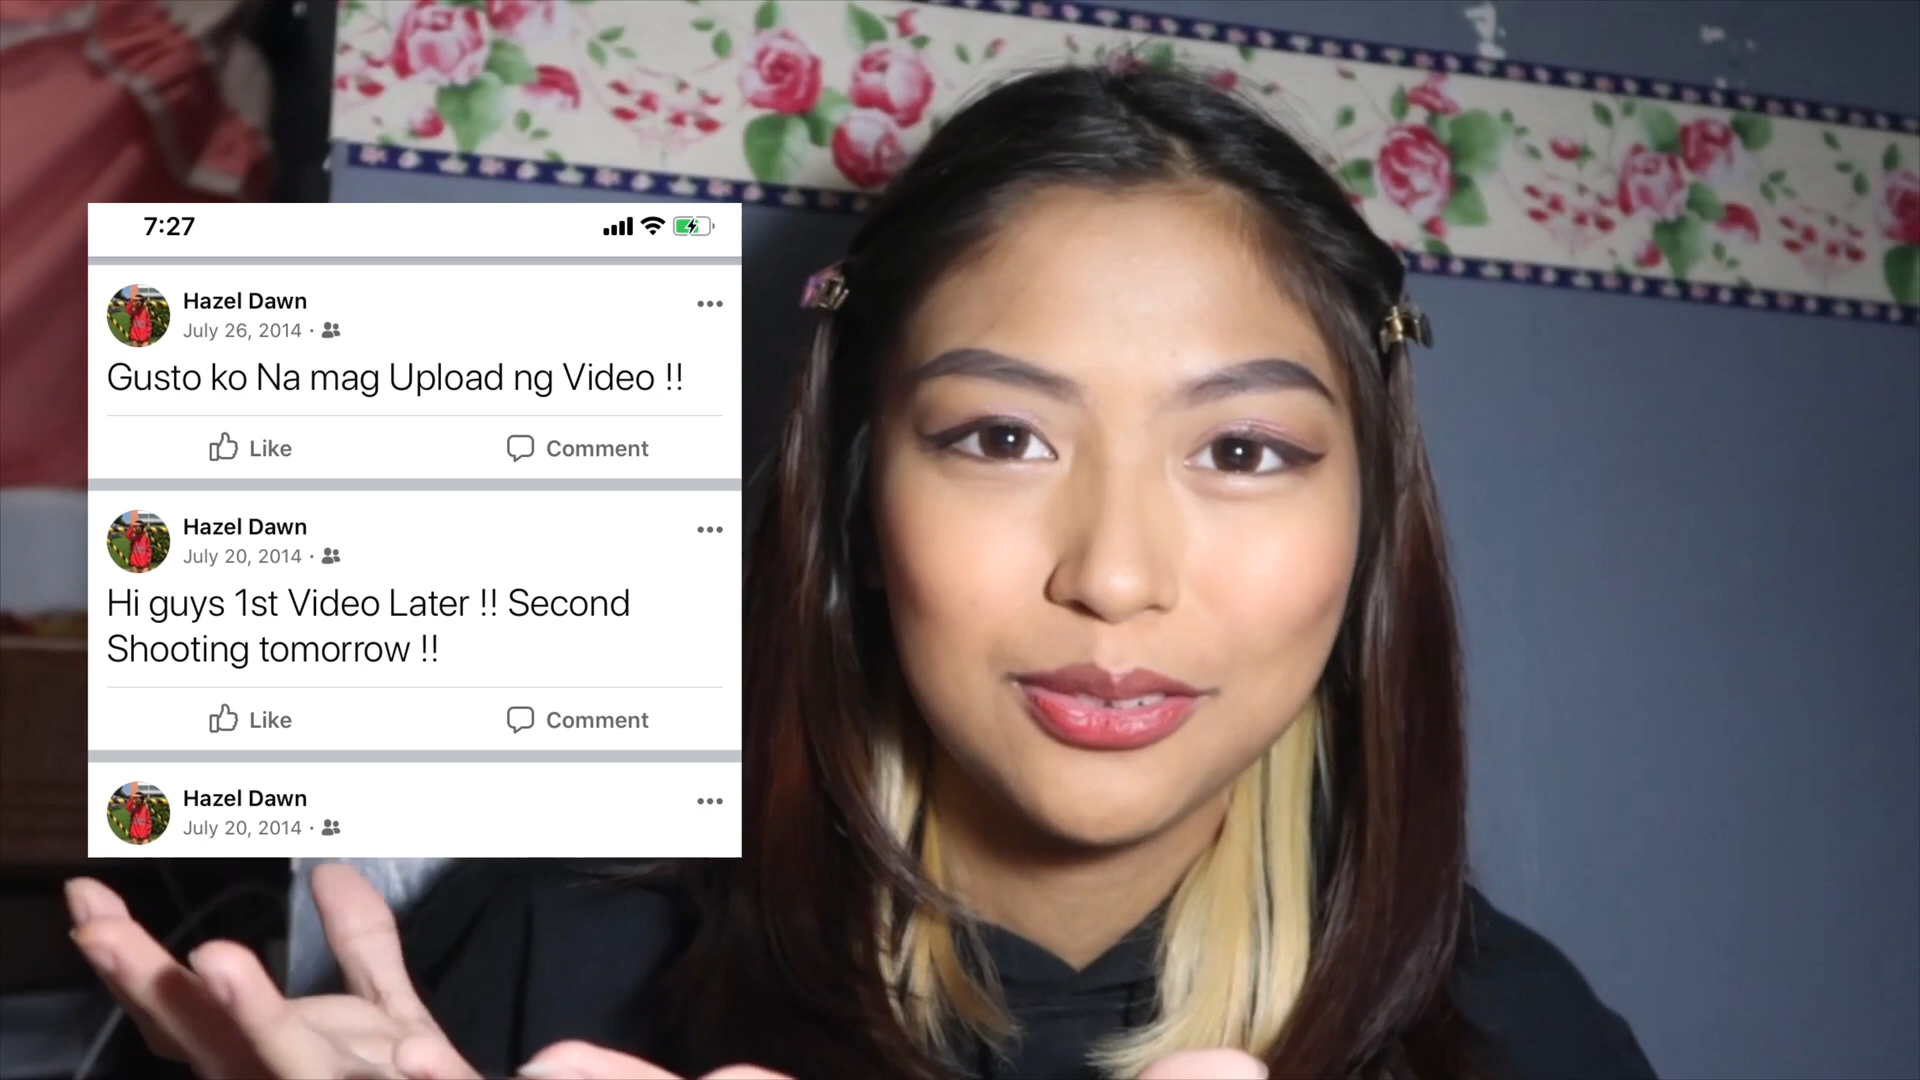 7:27
Hazel Dawn
July 26, 2014 ·
Gusto ko Na mag Upload ng Video !!
Like
Comment
Hazel Dawn
July 20, 2014 ·
Hi guys 1st Video Later !! Second
Shooting tomorrow !!
Like
Comment
Hazel Dawn
July 20, 2014 ·